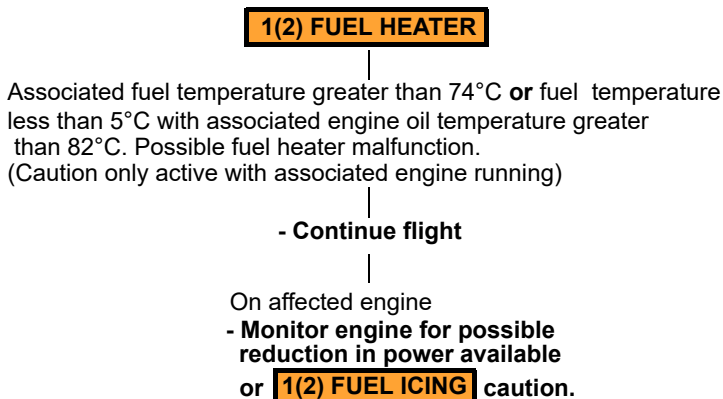 1(2) FUEL HEATER
Associated fuel temperature greater than 74°C or fuel temperature
less than 5°C with associated engine oil temperature greater
than 82°C. Possible fuel heater malfunction.
(Caution only active with associated engine running)
- Continue flight
On affected engine
- Monitor engine for possible
reduction in power available
or 1(2) FUEL ICING caution.